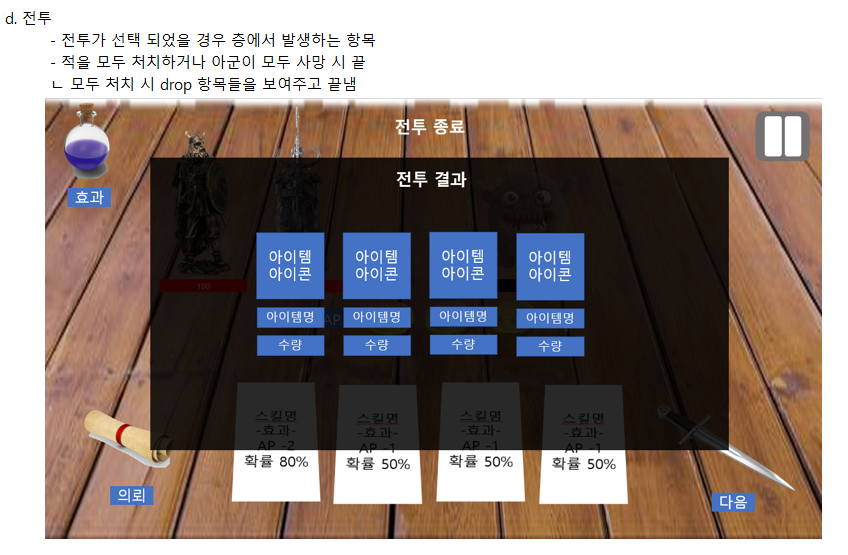 d. 전투
- 전투가 선택 되었을 경우 층에서 발생하는 항목
- 적을 모두 처치하거나 아군이 모두 사망 시 끝
ㄴ 모두 처치 시 drop 항목들을 보여주고 끝냄
전투 종료
효과
전투 결과
아이템 아이템 아이템 아이템
아이콘 아이콘 아이콘 아이콘
100
아이템명 아이템명 아이템명 아이템명
AP
수량 수량 수량 수량
스킬명 스킬명 스킬명 스킬명
-효과- -효과- -효과- -효과-
AP -2 AP -1 AP -1 AP -1
확률 80% 확률 50% 확률 50% 확률 50%
의뢰
다음